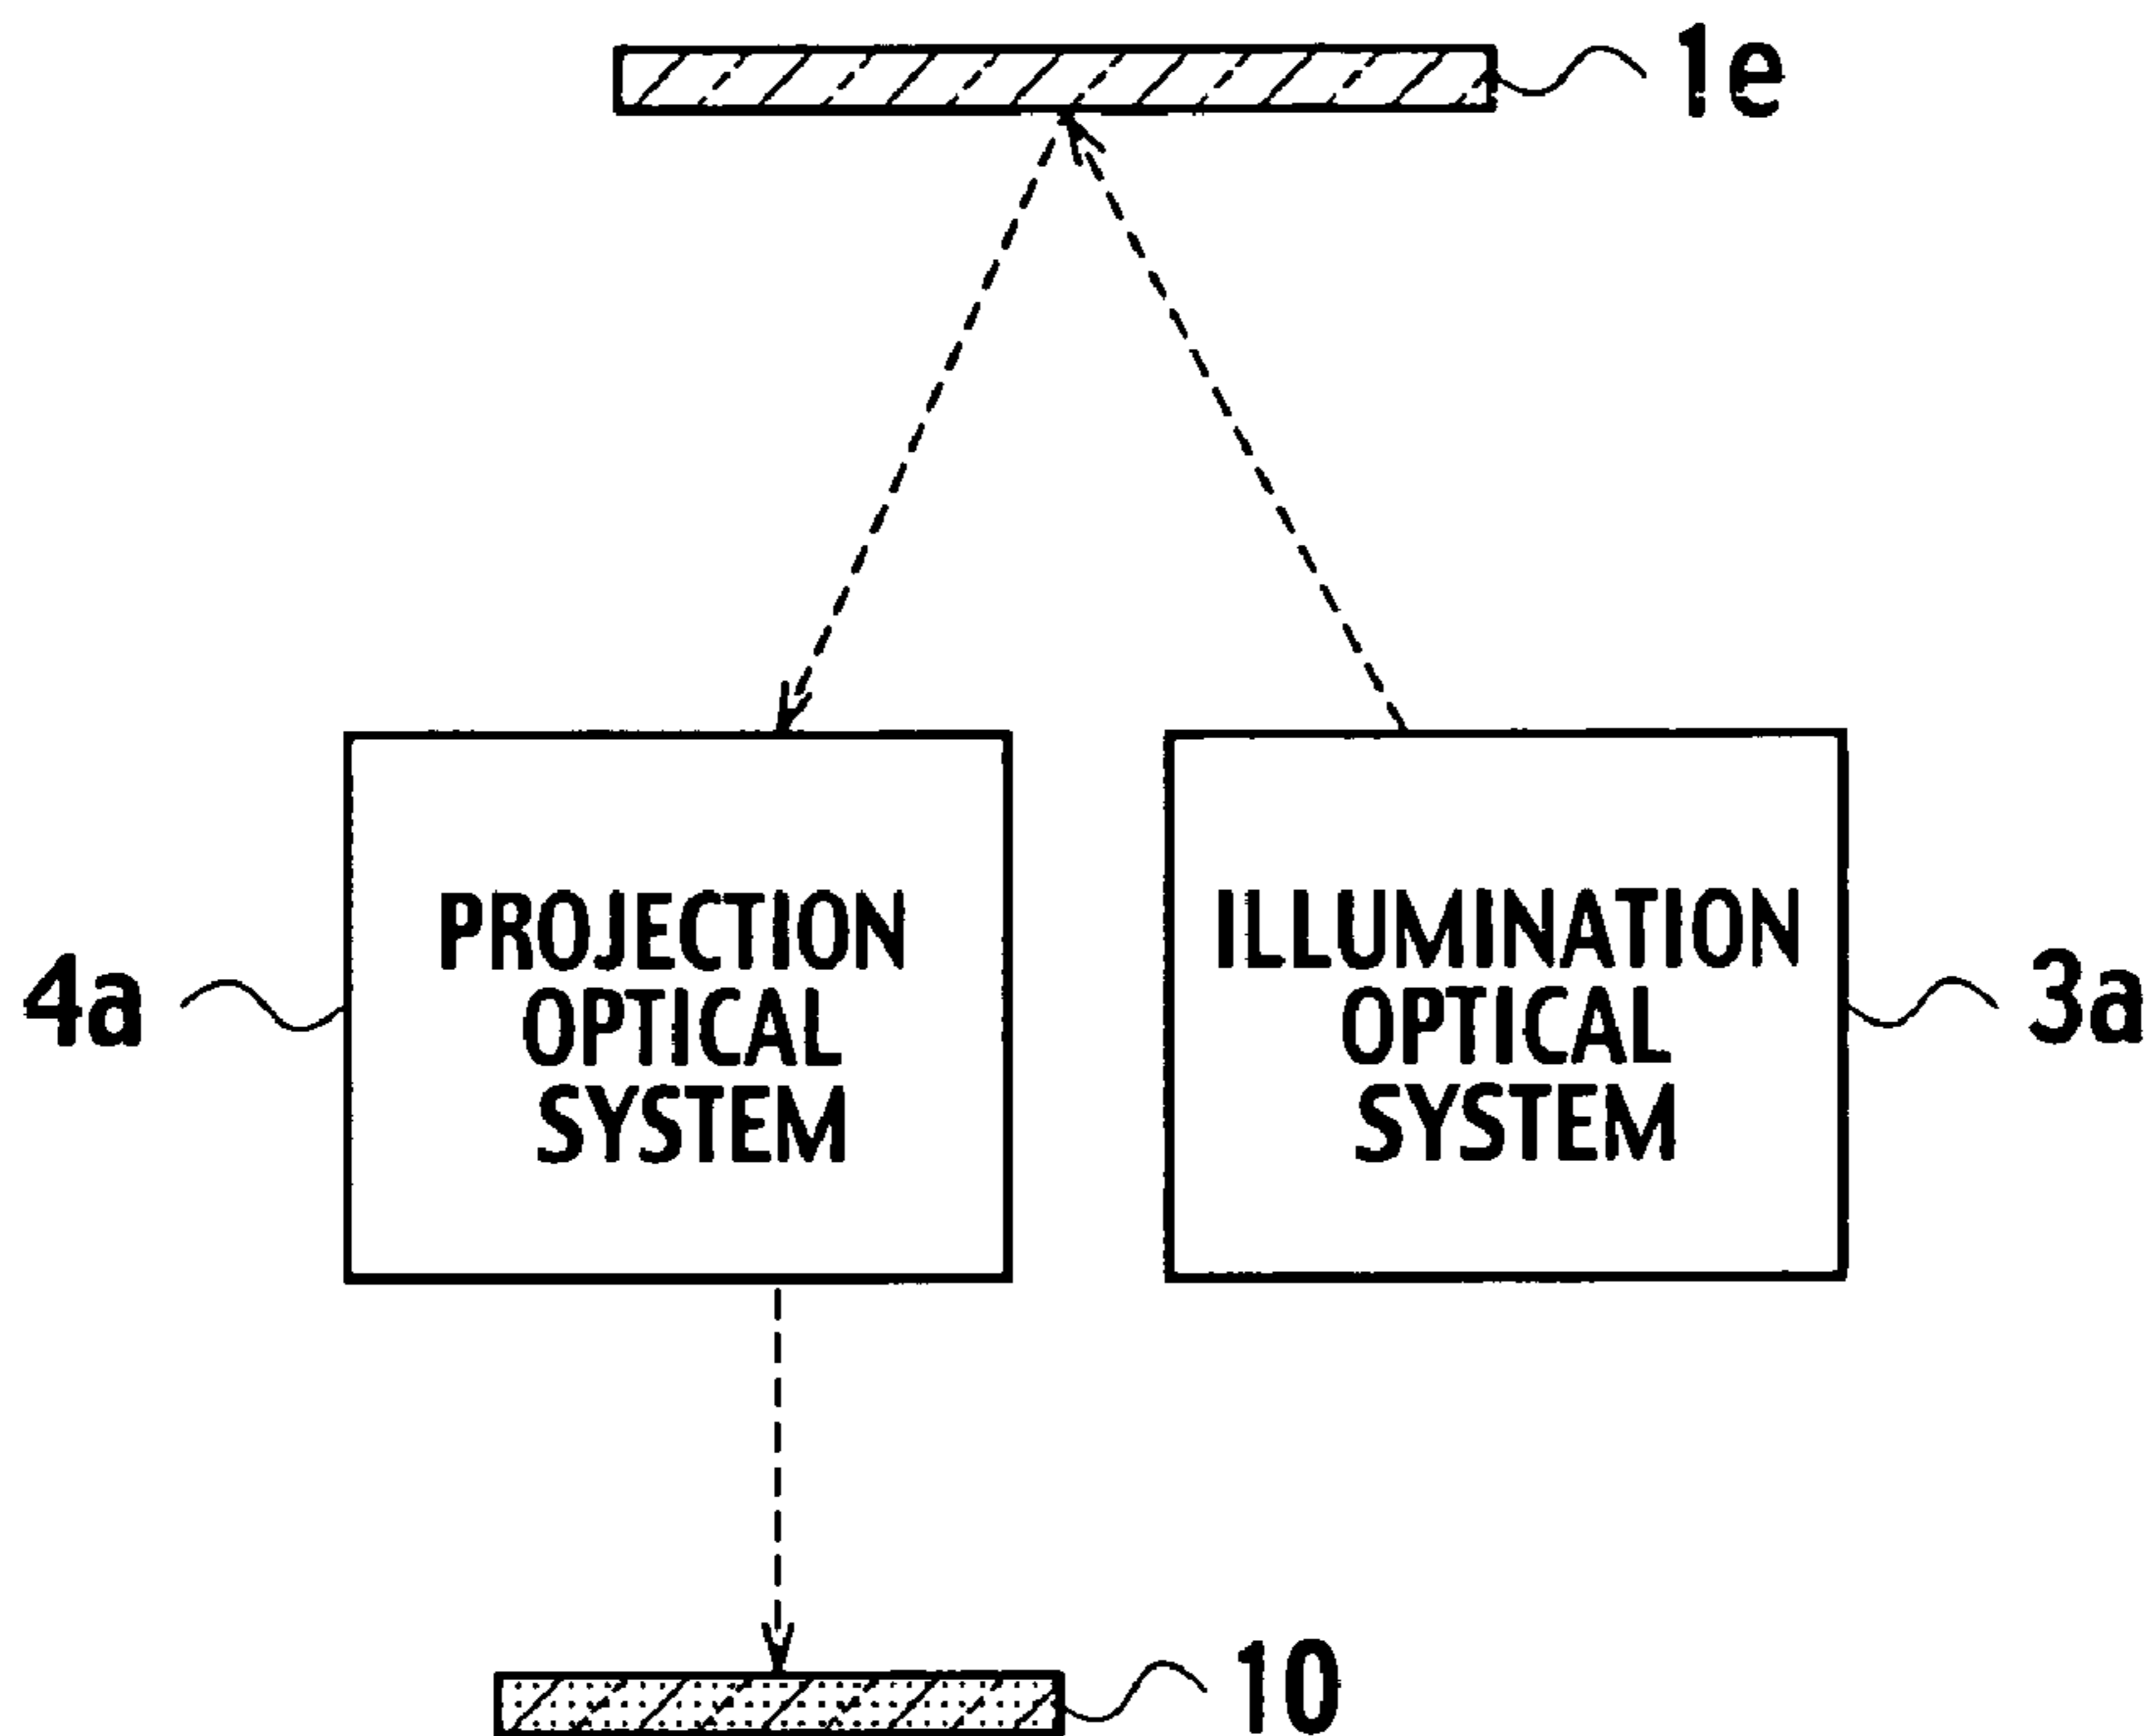 1e
PROJECTION
OPTICAL
SYSTEM
4a
ILLUMINATION
OPTICAL
SYSTEM
3a
10